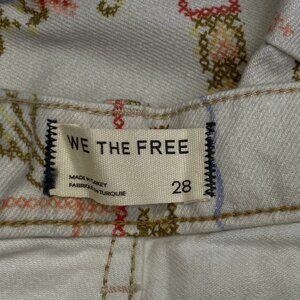 WE THE FREE
MADE IN TURKEY
FABRIQUÉ EN TURQUIE
28